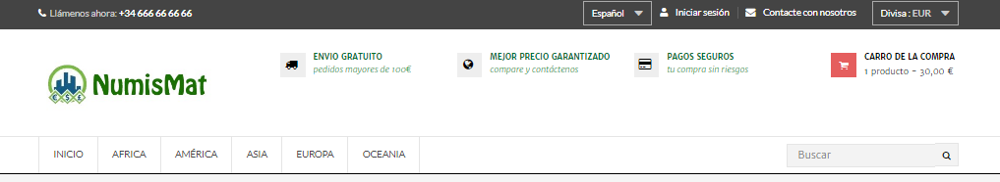 Llámenos ahora: +34 666 66 66 66
Español
Iniciar sesión
Contacte con nosotros
Divisa : EUR
NumisMat
€ $ £
ENVIO GRATUITO
pedidos mayores de 100€
MEJOR PRECIO GARANTIZADO
compare y contáctenos
PAGOS SEGUROS
tu compra sin riesgos
CARRO DE LA COMPRA
1 producto - 30,00 €
INICIO
AFRICA
AMÉRICA
ASIA
EUROPA
OCEANIA
Buscar